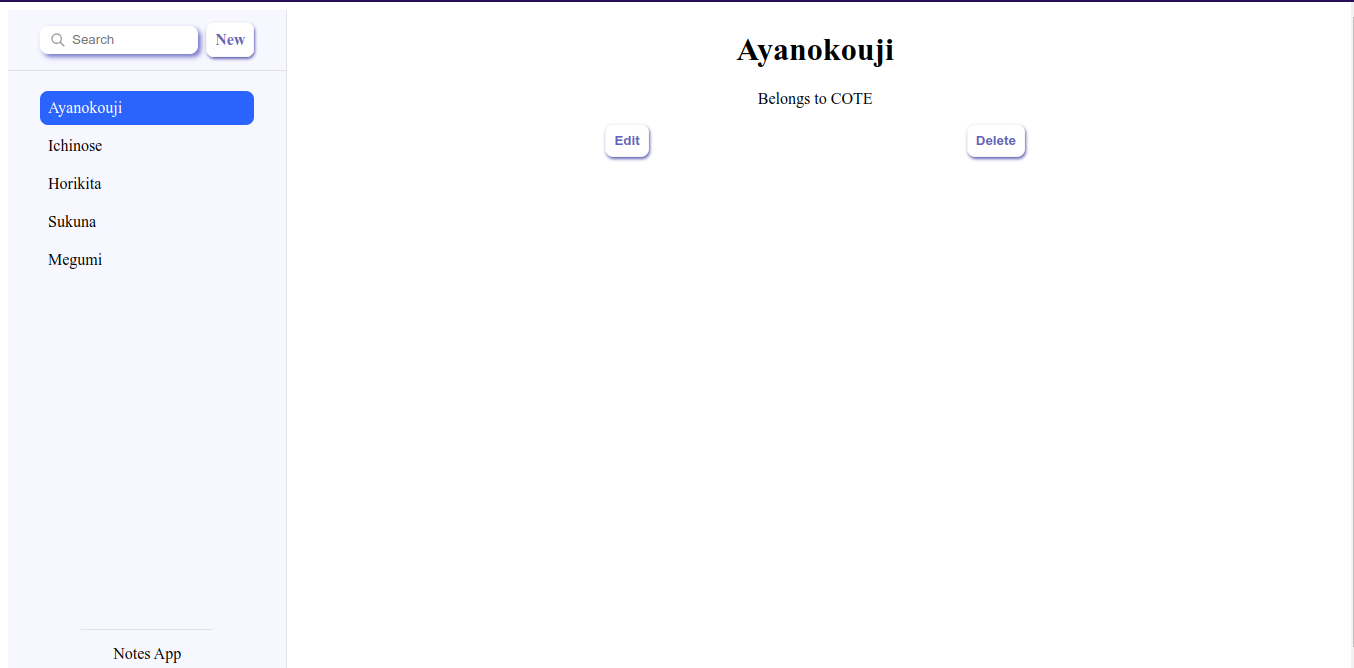 Search
New
Ayanokouji
Ichinose
Horikita
Sukuna
Megumi
Notes App
Ayanokouji
Belongs to COTE
Edit
Delete